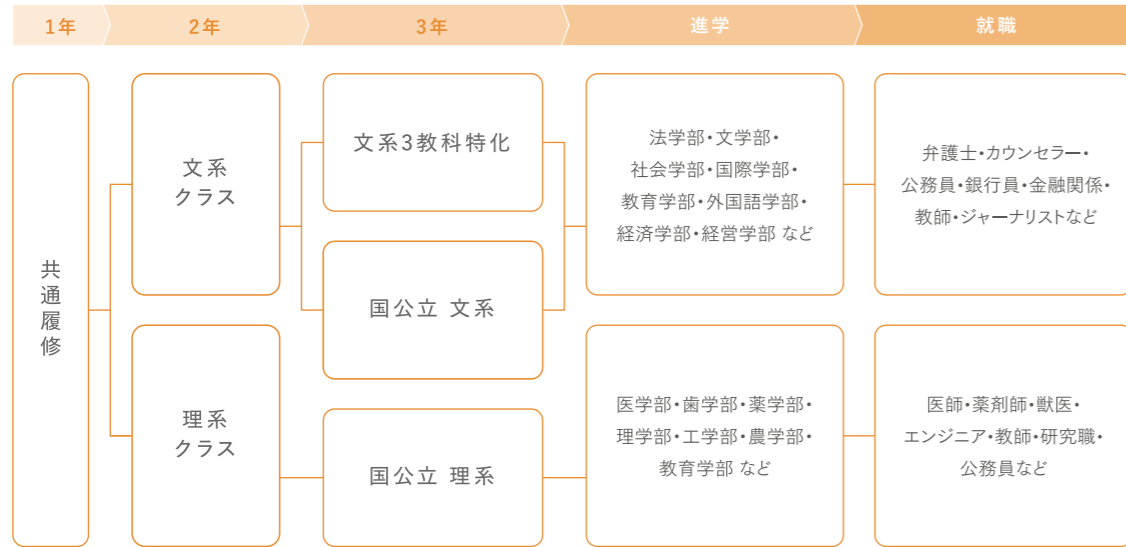 1年
2年
3年
進学
就職
共通履修
文系
クラス
理系
クラス
文系3教科特化
国公立 文系
国公立 理系
法学部・文学部・
社会学部・国際学部・
教育学部・外国語学部・
経済学部・経営学部 など
医学部・歯学部・薬学部・
理学部・工学部・農学部・
教育学部 など
弁護士・カウンセラー・
公務員・銀行員・金融関係・
教師・ジャーナリストなど
医師・薬剤師・獣医・
エンジニア・教師・研究職・
公務員など